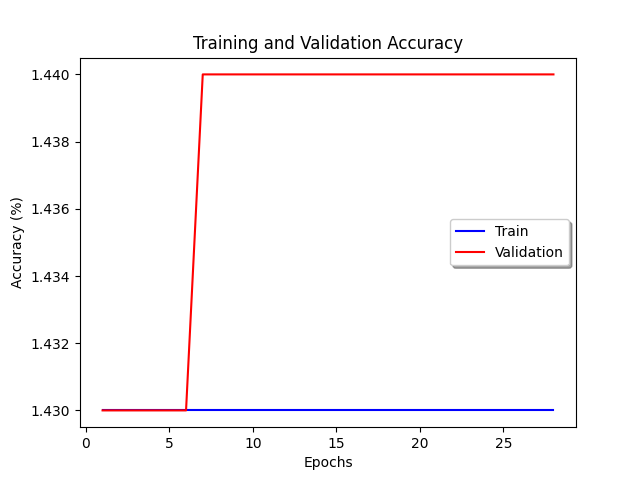 Training and Validation Accuracy
1.440
1.438
1.436
1.434
1.432
1.430
Accuracy (%)
Train
Validation
0 5 10 15 20 25
Epochs